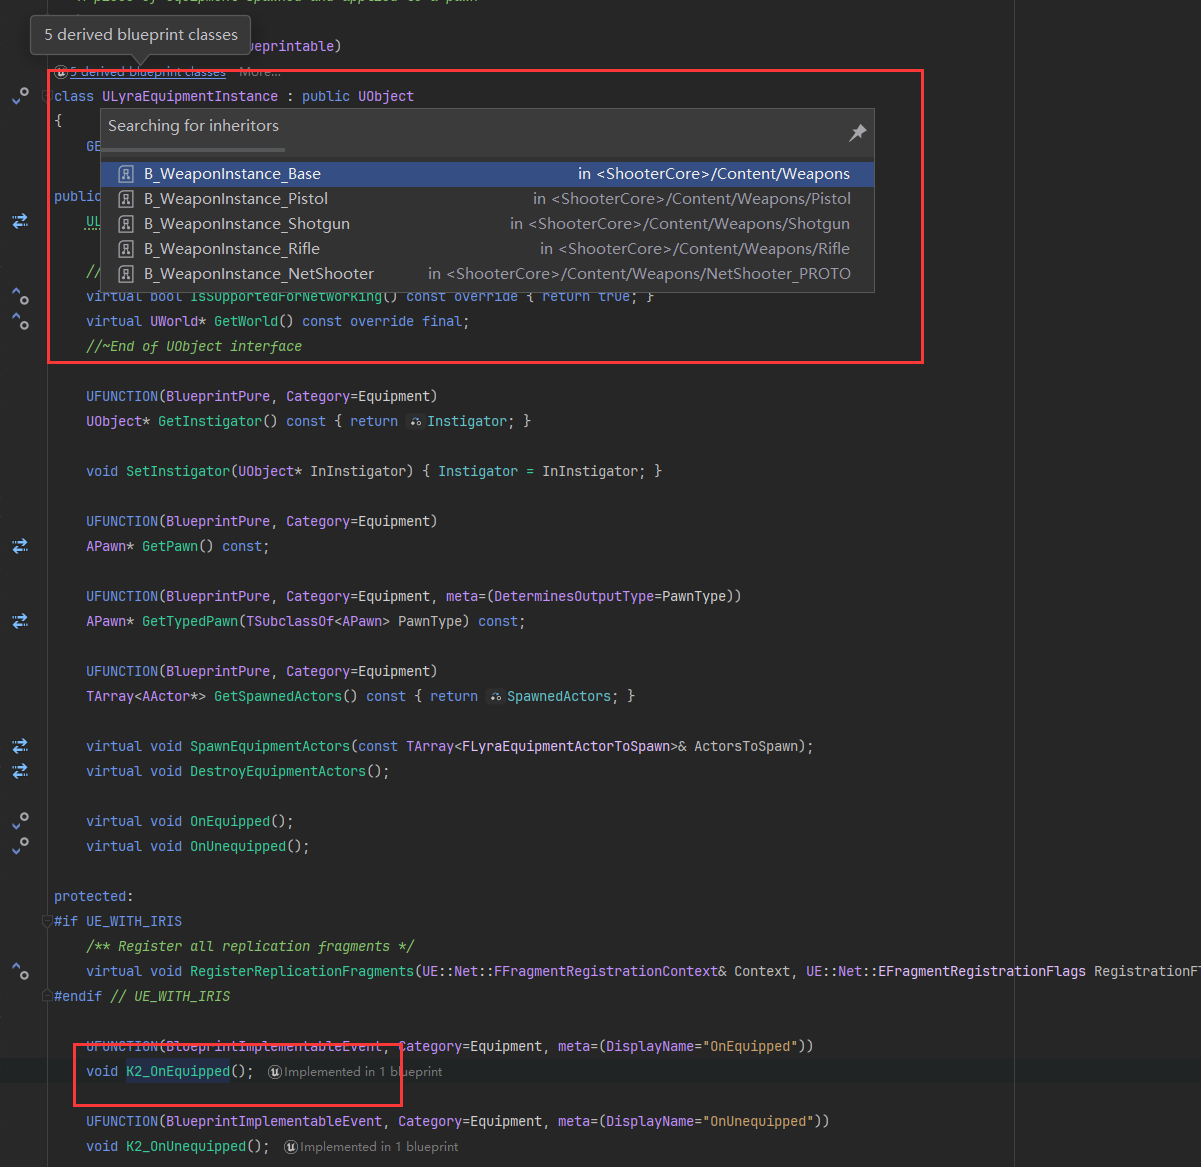 5 derived blueprint classes
ueprintable)
5 derived blueprint classes More...
class ULyraEquipmentInstance : public UObject
{
Searching for inheritors
GE
B_WeaponInstance_Base in <ShooterCore>/Content/Weapons
public
B_WeaponInstance_Pistol in <ShooterCore>/Content/Weapons/Pistol
UL
B_WeaponInstance_Shotgun in <ShooterCore>/Content/Weapons/Shotgun
B_WeaponInstance_Rifle in <ShooterCore>/Content/Weapons/Rifle
//
B_WeaponInstance_NetShooter in <ShooterCore>/Content/Weapons/NetShooter_PROTO
virtual bool IsSupportedForNetworking() const override { return true; }
virtual UWorld* GetWorld() const override final;
//~End of UObject interface
UFUNCTION(BlueprintPure, Category=Equipment)
UObject* GetInstigator() const { return Instigator; }
void SetInstigator(UObject* InInstigator) { Instigator = InInstigator; }
UFUNCTION(BlueprintPure, Category=Equipment)
APawn* GetPawn() const;
UFUNCTION(BlueprintPure, Category=Equipment, meta=(DeterminesOutputType=PawnType))
APawn* GetTypedPawn(TSubclassOf<APawn> PawnType) const;
UFUNCTION(BlueprintPure, Category=Equipment)
TArray<AActor*> GetSpawnedActors() const { return SpawnedActors; }
virtual void SpawnEquipmentActors(const TArray<FLyraEquipmentActorToSpawn>& ActorsToSpawn);
virtual void DestroyEquipmentActors();
virtual void OnEquipped();
virtual void OnUnequipped();
protected:
#if UE_WITH_IRIS
/** Register all replication fragments */
virtual void RegisterReplicationFragments(UE::Net::FFragmentRegistrationContext& Context, UE::Net::EFragmentRegistrationFlags RegistrationFl
#endif // UE_WITH_IRIS
UFUNCTION(BlueprintImplementableEvent, Category=Equipment, meta=(DisplayName="OnEquipped"))
void K2_OnEquipped(); Implemented in 1 blueprint
UFUNCTION(BlueprintImplementableEvent, Category=Equipment, meta=(DisplayName="OnUnequipped"))
void K2_OnUnequipped(); Implemented in 1 blueprint